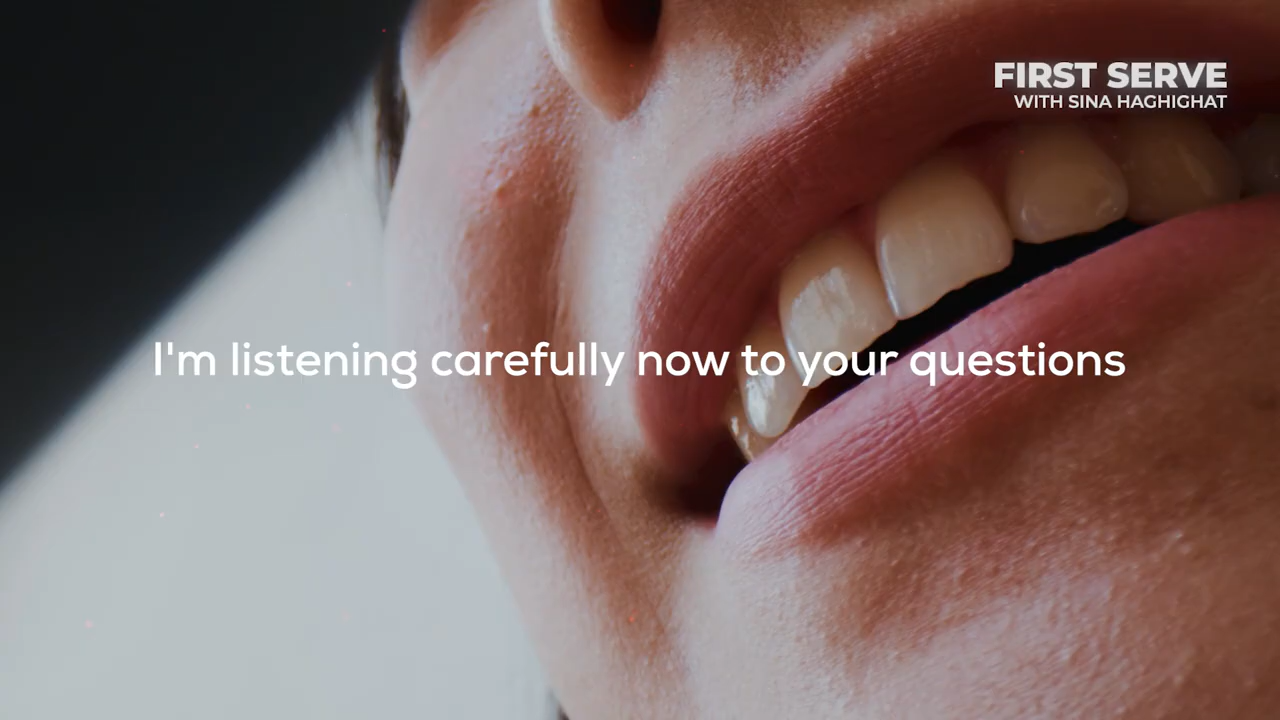 FIRST SERVE
WITH SINA HAGHIGHAT
I'm listening carefully now to your questions